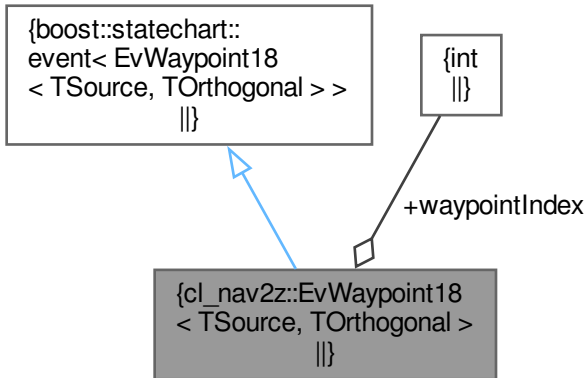 {boost::statechart::
event< EvWaypoint18
< TSource, TOrthogonal > >
||}
{int
||}
+waypointIndex
{cl_nav2z::EvWaypoint18
< TSource, TOrthogonal >
||}